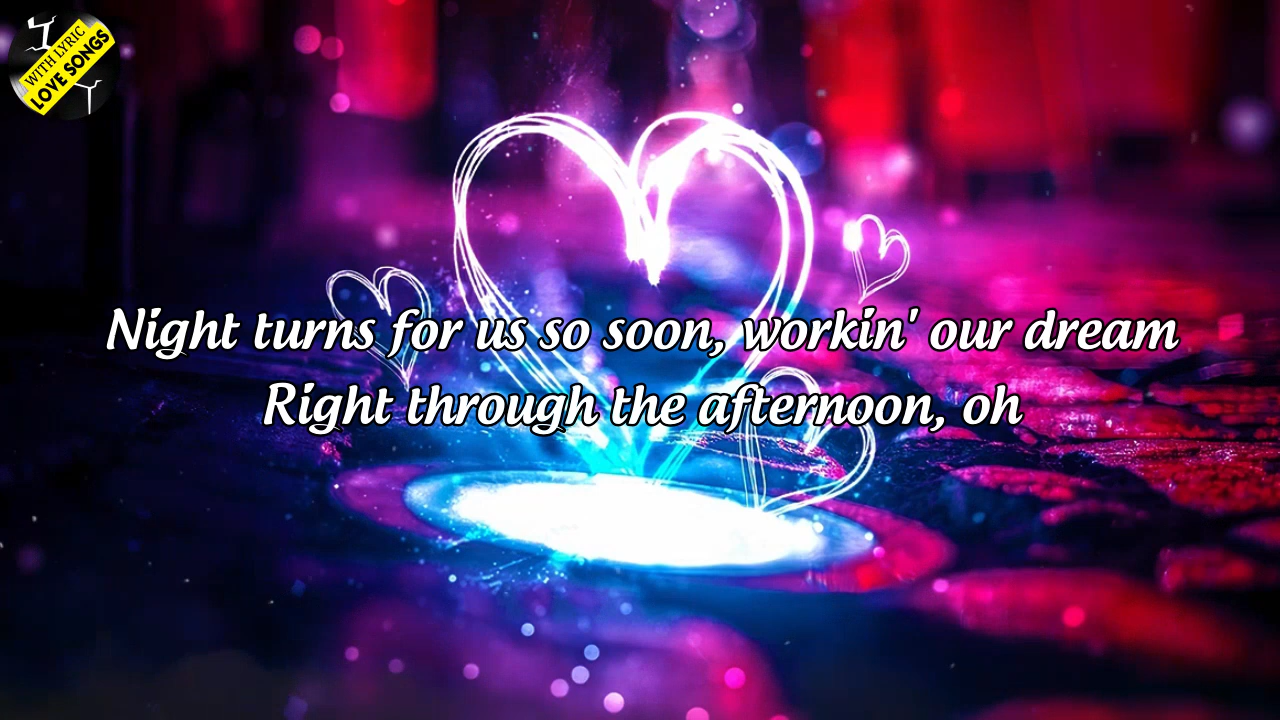 WITH LYRIC
LOVE SONGS
Night turns for us so soon, workin' our dream
Right through the afternoon, oh